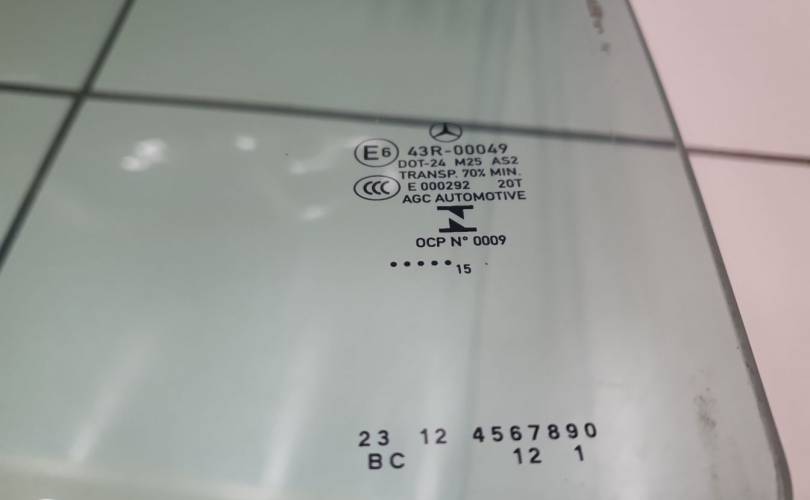 E6 43R-00049
DOT-24 M25 AS2
TRANSP. 70% MIN.
CCC E 000292 20T
AGC AUTOMOTIVE
OCP N° 0009
•••••15 •
23 12 4567890
BC 12 1